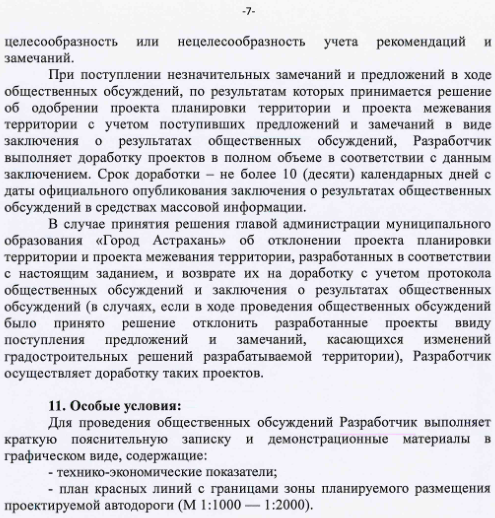 -7-
целесообразность или нецелесообразность учета рекомендаций и
замечаний.
При поступлении незначительных замечаний и предложений в ходе
общественных обсуждений, по результатам которых принимается решение
об одобрении проекта планировки территории и проекта межевания
территории с учетом поступивших предложений и замечаний в виде
заключения о результатах общественных обсуждений, Разработчик
выполняет доработку проектов в полном объеме в соответствии с данным
заключением. Срок доработки – не более 10 (десяти) календарных дней с
даты официального опубликования заключения о результатах общественных
обсуждений в средствах массовой информации.
В случае принятия решения главой администрации муниципального
образования «Город Астрахань» об отклонении проекта планировки
территории и проекта межевания территории, разработанных в соответствии
с настоящим заданием, и возврате их на доработку с учетом протокола
общественных обсуждений и заключения о результатах общественных
обсуждений (в случаях, если в ходе проведения общественных обсуждений
было принято решение отклонить разработанные проекты ввиду
поступления предложений и замечаний, касающихся изменений
градостроительных решений разрабатываемой территории), Разработчик
осуществляет доработку таких проектов.
11. Особые условия:
Для проведения общественных обсуждений Разработчик выполняет
краткую пояснительную записку и демонстрационные материалы в
графическом виде, содержащие:
- технико-экономические показатели;
- план красных линий с границами зоны планируемого размещения
проектируемой автодороги (М 1:1000 — 1:2000).